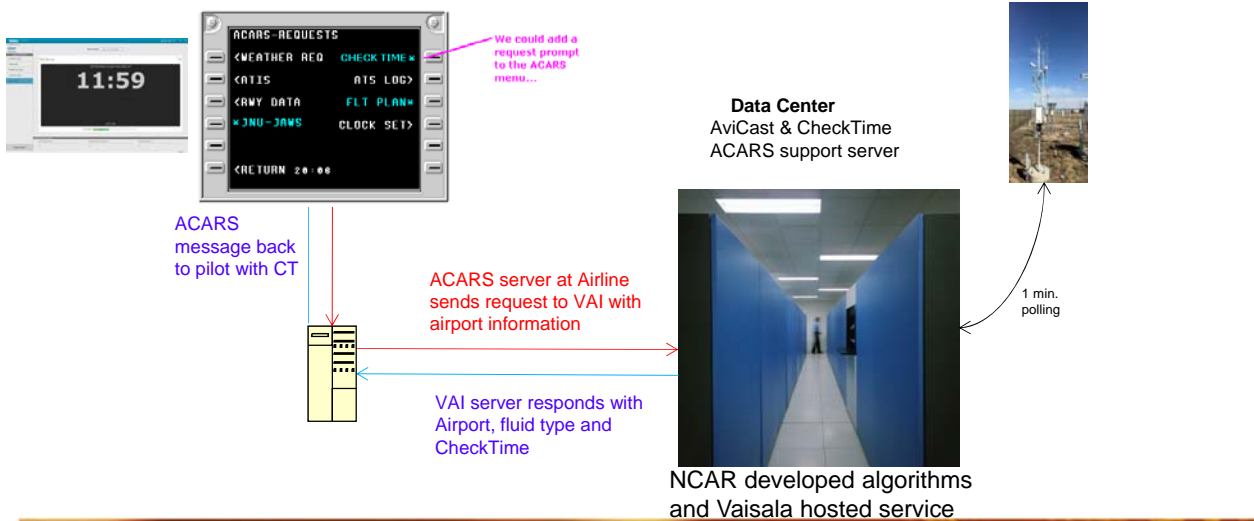 11:59
ACARS-REQUESTS
<WEATHER REQ CHECKTIME*
<ATIS ATS LOG>
<RWY DATA FLT PLAN*
*JNU-JAWS CLOCK SET>
<RETURN 20:06
We could add a
request prompt
to the ACARS
menu...
Data Center
AviCast & CheckTime
ACARS support server
ACARS
message back
to pilot with CT
ACARS server at Airline
sends request to VAI with
airport information
1 min.
polling
VAI server responds with
Airport, fluid type and
CheckTime
NCAR developed algorithms
and Vaisala hosted service